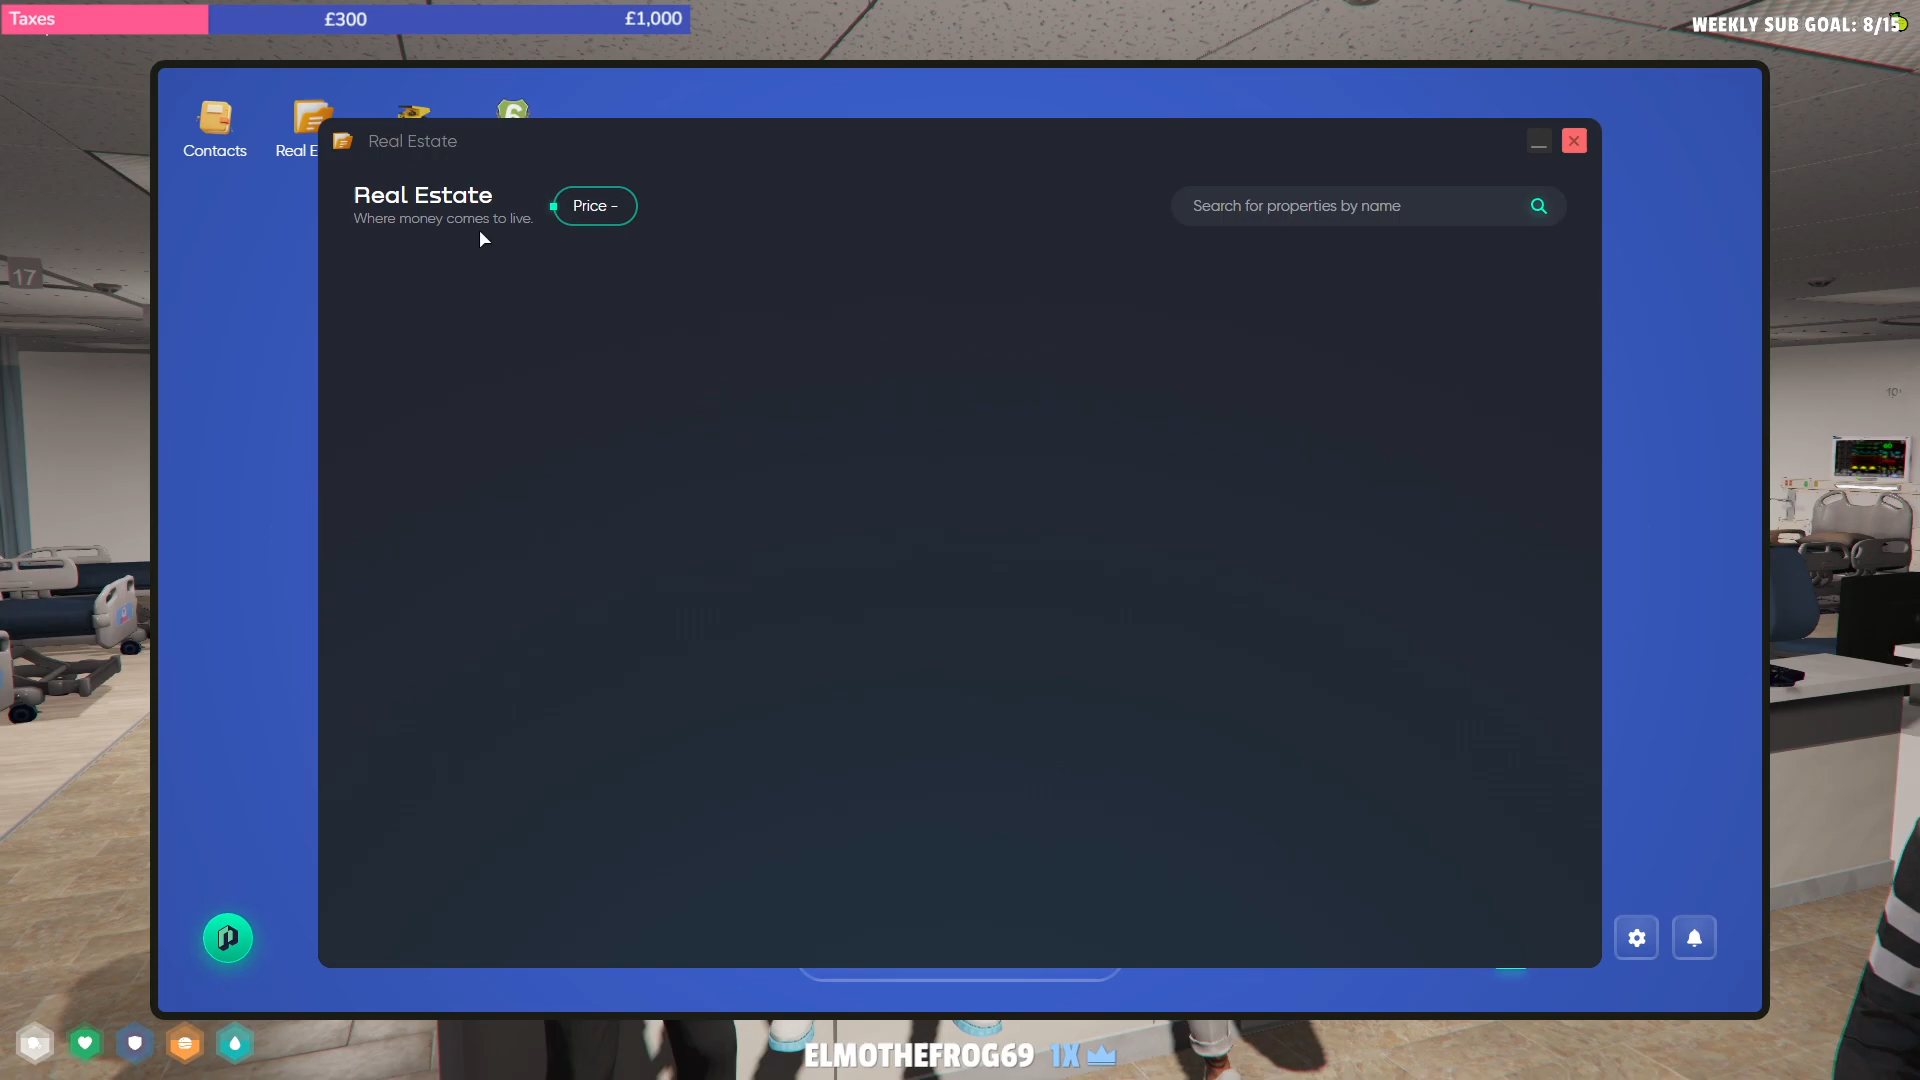 Taxes £300 £1,000
WEEKLY SUB GOAL: 8/15
6
Contacts
Real E
Real Estate
Real Estate
Where money comes to live.
Price -
Search for properties by name
17
ELMOTHEFROG69 1X